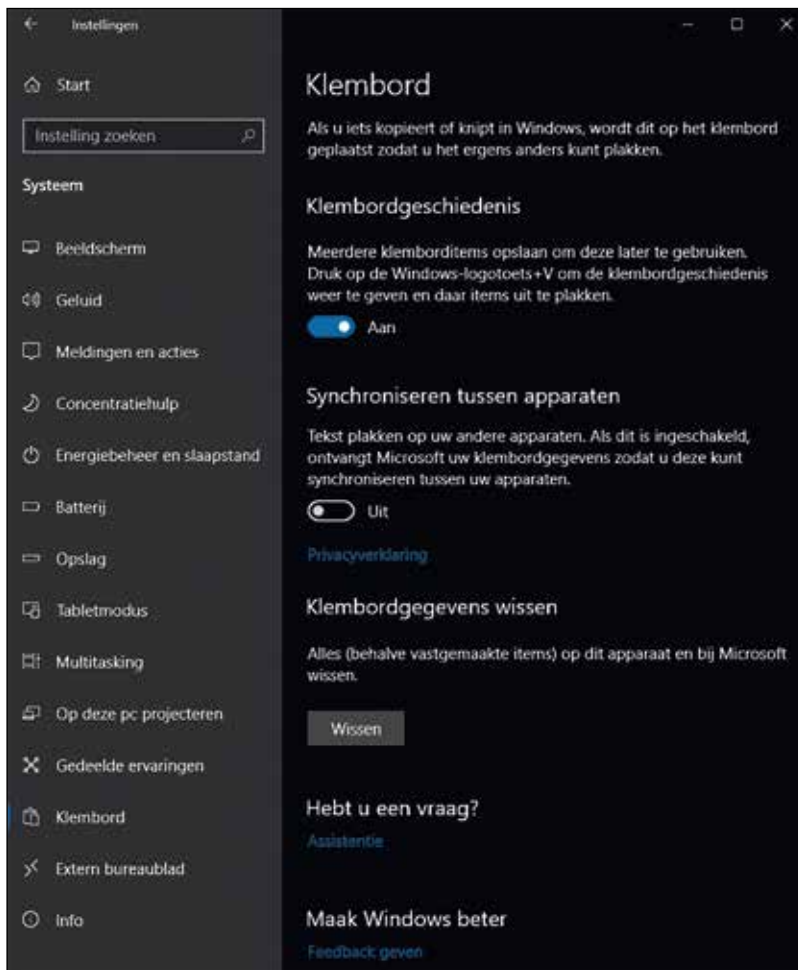 Instellingen
Start
Instelling zoeken
Systeem
Beeldscherm
Geluid
Meldingen en acties
Concentratiehulp
Energiebeheer en slaapstand
Batterij
Opslag
Tabletmodus
Multitasking
Op deze pc projecteren
Gedeelde ervaringen
Klembord
Extern bureaublad
Info
Klembord
Als u iets kopieert of knipt in Windows, wordt dit op het klembord
geplaatst zodat u het ergens anders kunt plakken.
Klembordgeschiedenis
Meerdere klemborditems opslaan om deze later te gebruiken.
Druk op de Windows-logotoets+V om de klembordgeschiedenis
weer te geven en daar items uit te plakken.
Aan
Synchroniseren tussen apparaten
Tekst plakken op uw andere apparaten. Als dit is ingeschakeld,
ontvangt Microsoft uw klembordgegevens zodat u deze kunt
synchroniseren tussen uw apparaten.
Uit
Privacyverklaring
Klembordgegevens wissen
Alles (behalve vastgemaakte items) op dit apparaat en bij Microsoft
wissen.
Wissen
Hebt u een vraag?
Assistentie
Maak Windows beter
Feedback geven